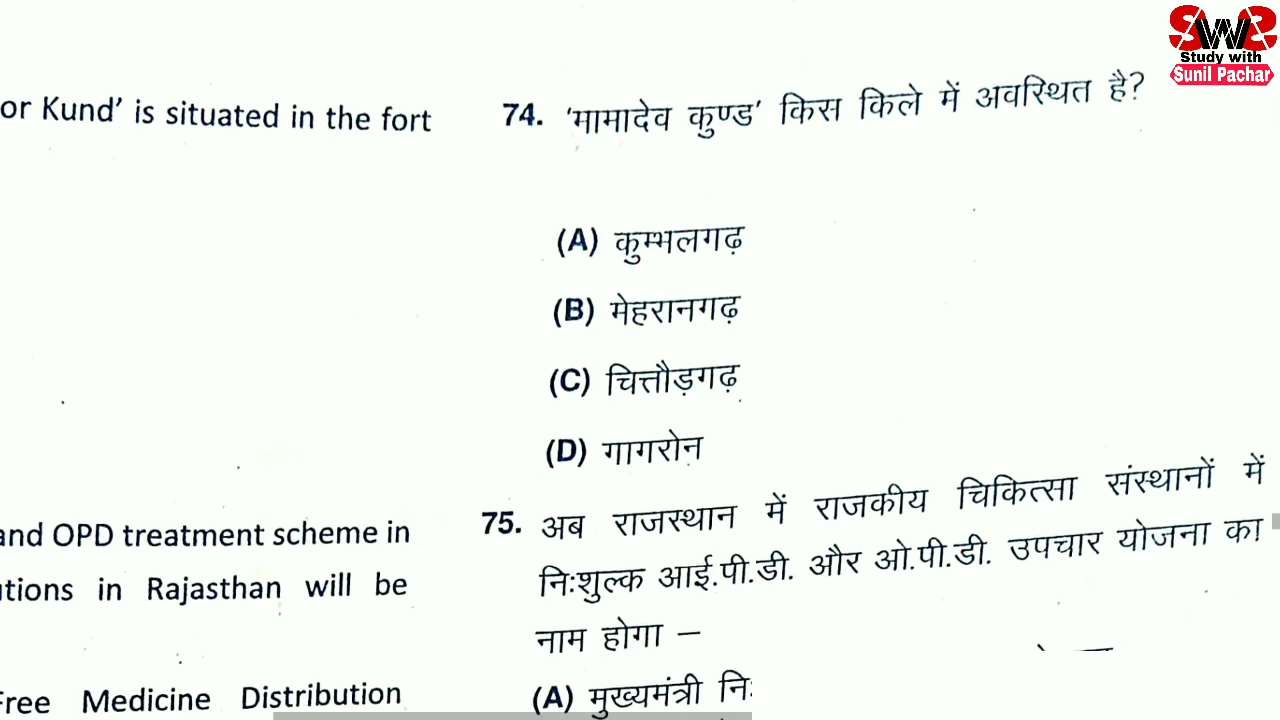 SWS
Study with
Sunil Pachar
or Kund’ is situated in the fort
74. ‘मामादेव कुण्ड’ किस किले में अवस्थित है?
(A) कुम्भलगढ़
(B) मेहरानगढ़
(C) चित्तौड़गढ़
(D) गागरोन
and OPD treatment scheme in
utions in Rajasthan will be
Free Medicine Distribution
75. अब राजस्थान में राजकीय चिकित्सा संस्थानों में
निःशुल्क आई.पी.डी. और ओ.पी.डी. उपचार योजना का
नाम होगा –
(A) मुख्यमंत्री निः